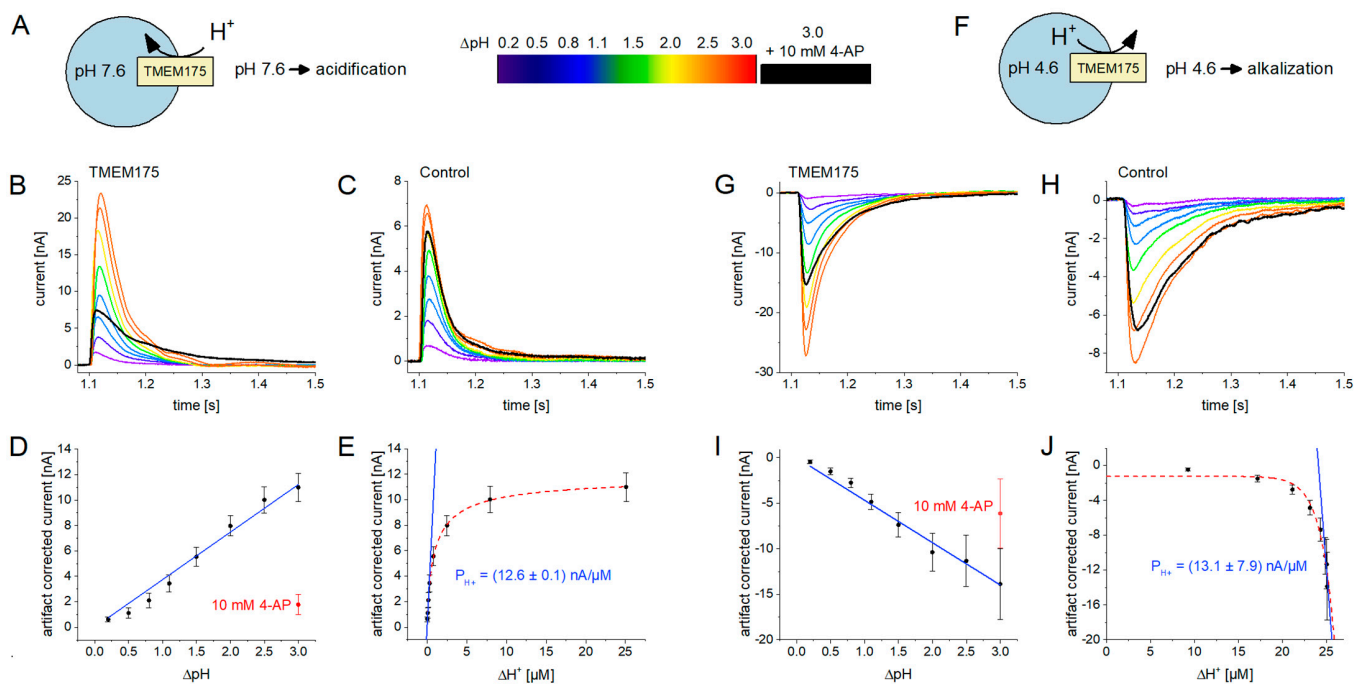 A
H+
pH 7.6
TMEM175
pH 7.6 → acidification
ΔpH 0.2 0.5 0.8 1.1 1.5 2.0 2.5 3.0
3.0
+ 10 mM 4-AP
F
H+
pH 4.6
TMEM175
pH 4.6 → alkalization
B
TMEM175
current [nA]
25
20
15
10
5
0
1.1 1.2 1.3 1.4 1.5
time [s]
C
Control
current [nA]
8
6
4
2
0
1.1 1.2 1.3 1.4 1.5
time [s]
G
TMEM175
current [nA]
0
-10
-20
-30
1.1 1.2 1.3 1.4 1.5
time [s]
H
Control
current [nA]
0
-2
-4
-6
-8
1.1 1.2 1.3 1.4 1.5
time [s]
D
artifact corrected current [nA]
14
12
10
8
6
4
2
0
10 mM 4-AP
0.0 0.5 1.0 1.5 2.0 2.5 3.0
ΔpH
E
artifact corrected current [nA]
14
12
10
8
6
4
2
0
P_H+ = (12.6 ± 0.1) nA/µM
0 5 10 15 20 25
ΔH+ [µM]
I
artifact corrected current [nA]
0
-5
-10
-15
-20
10 mM 4-AP
0.0 0.5 1.0 1.5 2.0 2.5 3.0
ΔpH
J
artifact corrected current [nA]
0
-5
-10
-15
-20
P_H+ = (13.1 ± 7.9) nA/µM
0 5 10 15 20 25
ΔH+ [µM]